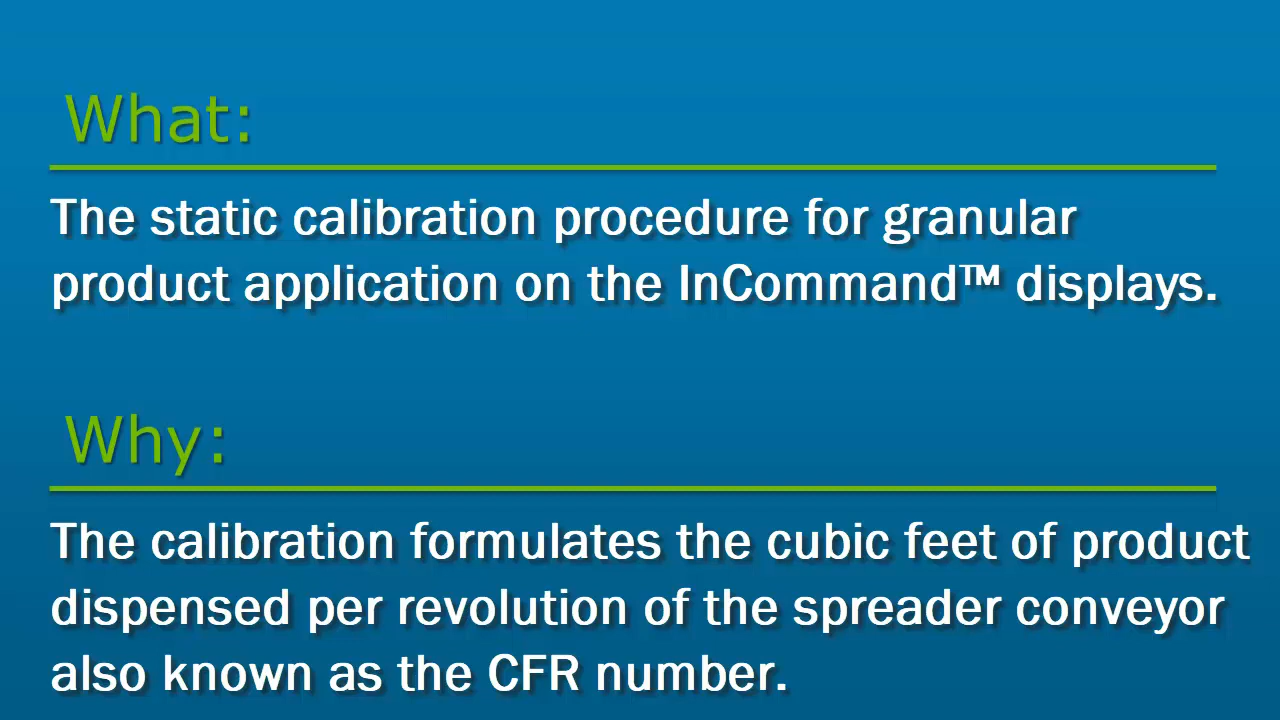 What:
The static calibration procedure for granular
product application on the InCommand™ displays.
Why:
The calibration formulates the cubic feet of product
dispensed per revolution of the spreader conveyor
also known as the CFR number.